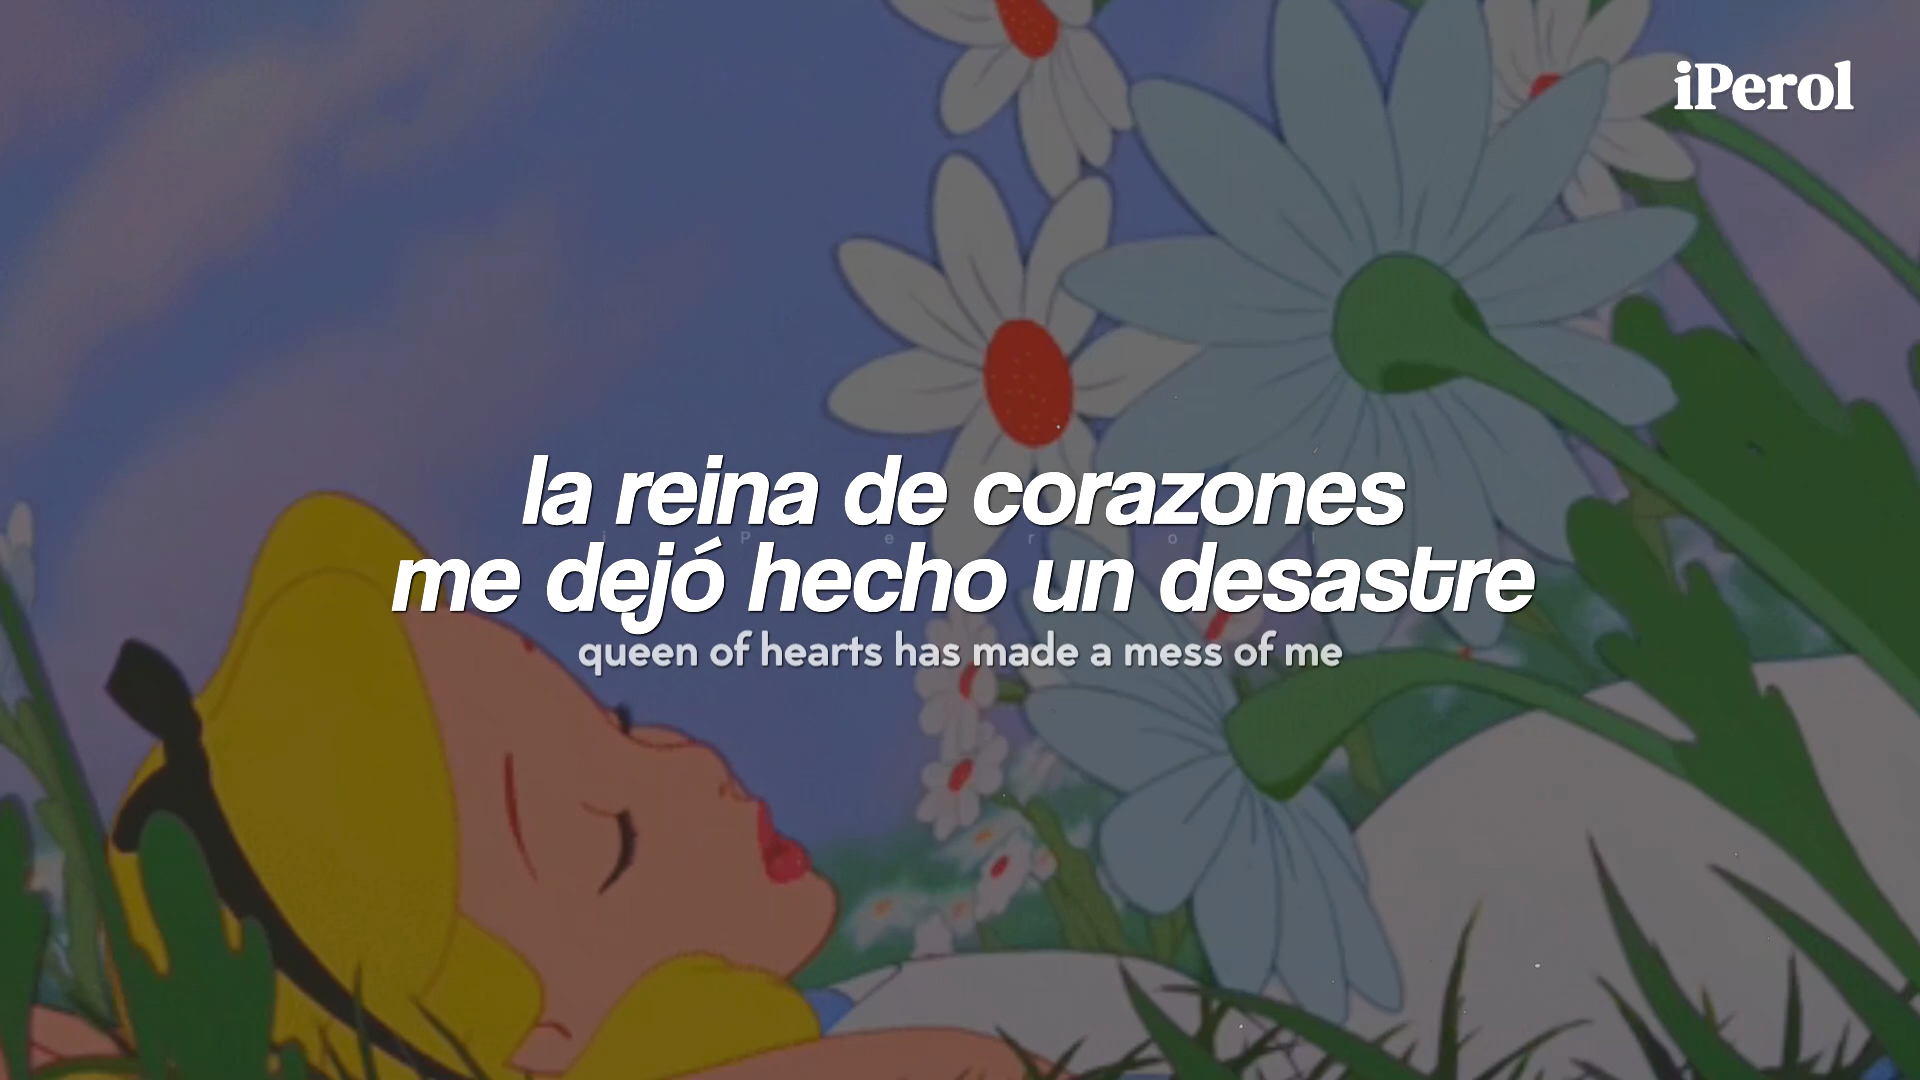 iPerol
la reina de corazones
i P e r o l
me dejó hecho un desastre
queen of hearts has made a mess of me